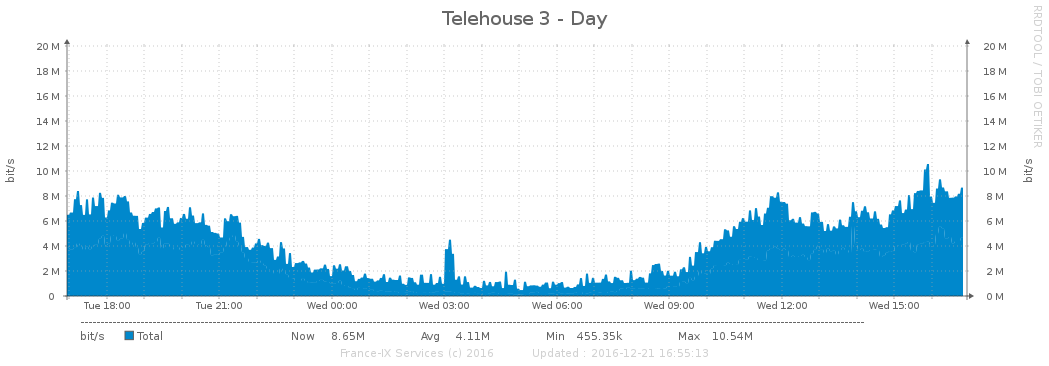 Telehouse 3 - Day
RRDTOOL / TOBI OETIKER
20 M 20 M
18 M 18 M
16 M 16 M
14 M 14 M
12 M 12 M
10 M 10 M
8 M 8 M
6 M 6 M
4 M 4 M
2 M 2 M
0 0 M
bit/s bit/s
Tue 18:00 Tue 21:00 Wed 00:00 Wed 03:00 Wed 06:00 Wed 09:00 Wed 12:00 Wed 15:00
bit/s Total Now 8.65M Avg 4.11M Min 455.35k Max 10.54M
France-IX Services (c) 2016 Updated : 2016-12-21 16:55:13